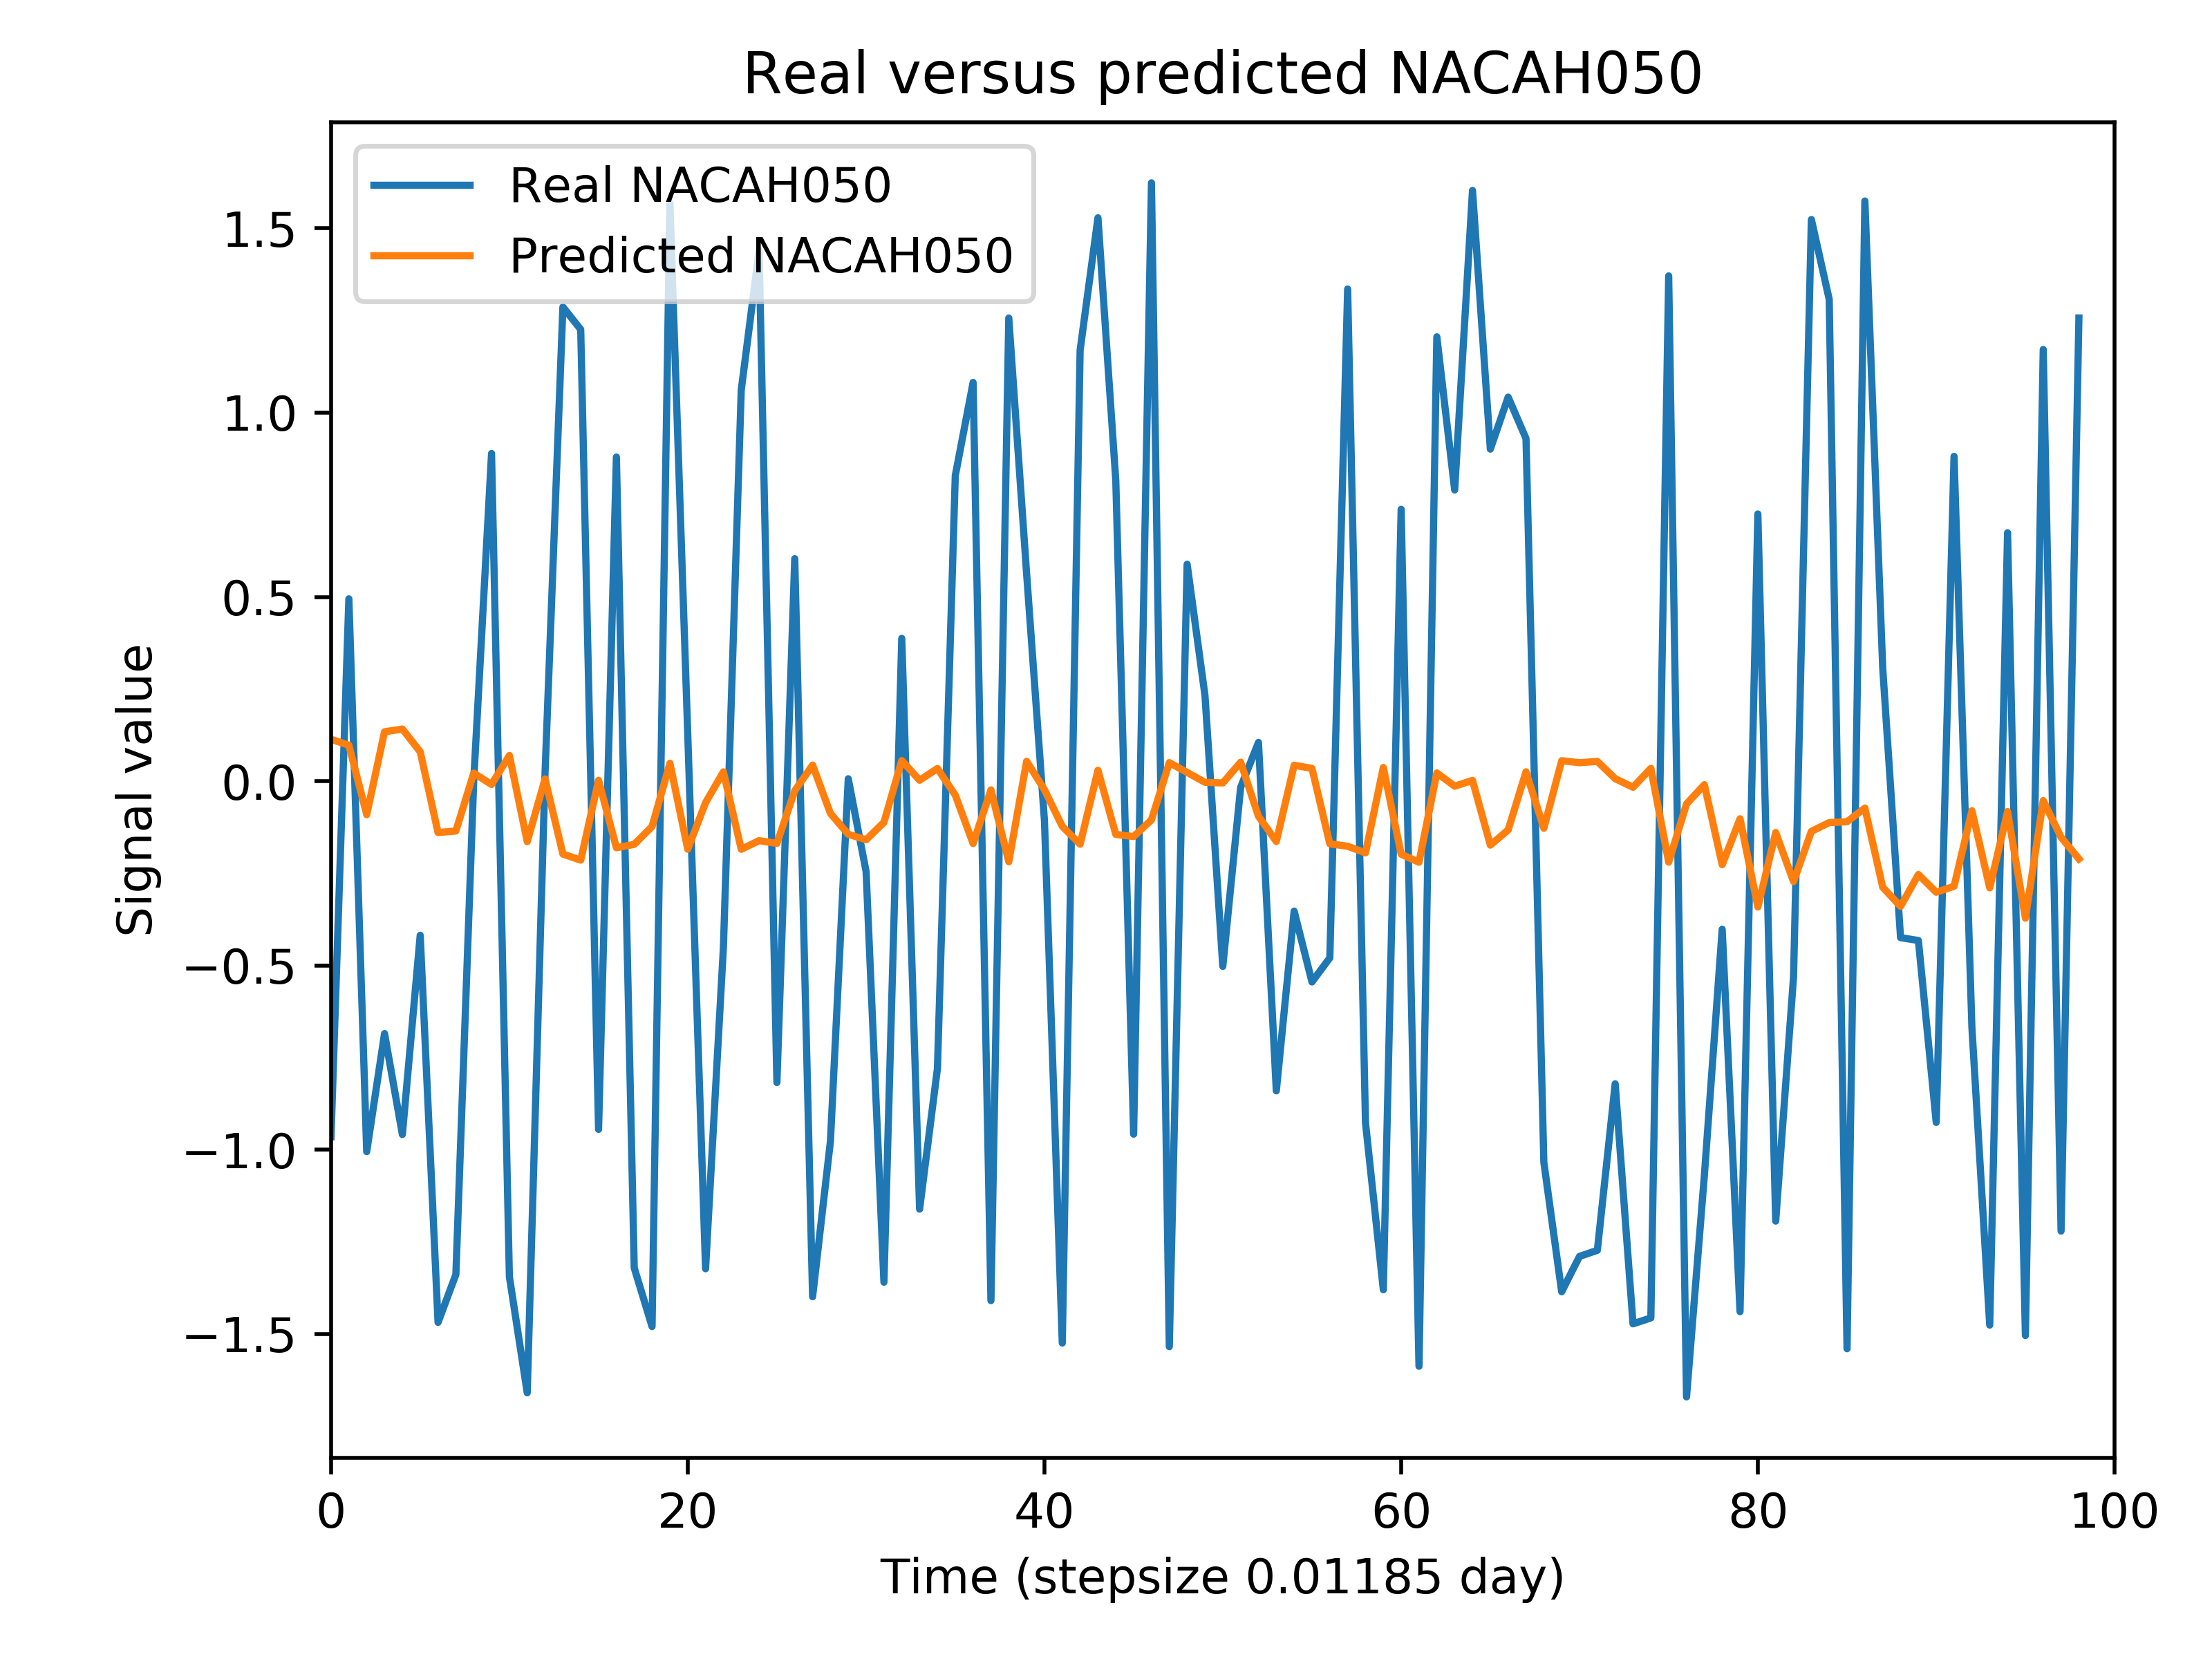 Real versus predicted NACAH050
Real NACAH050
Predicted NACAH050
1.5
1.0
0.5
0.0
−0.5
−1.0
−1.5
Signal value
0 20 40 60 80 100
Time (stepsize 0.01185 day)